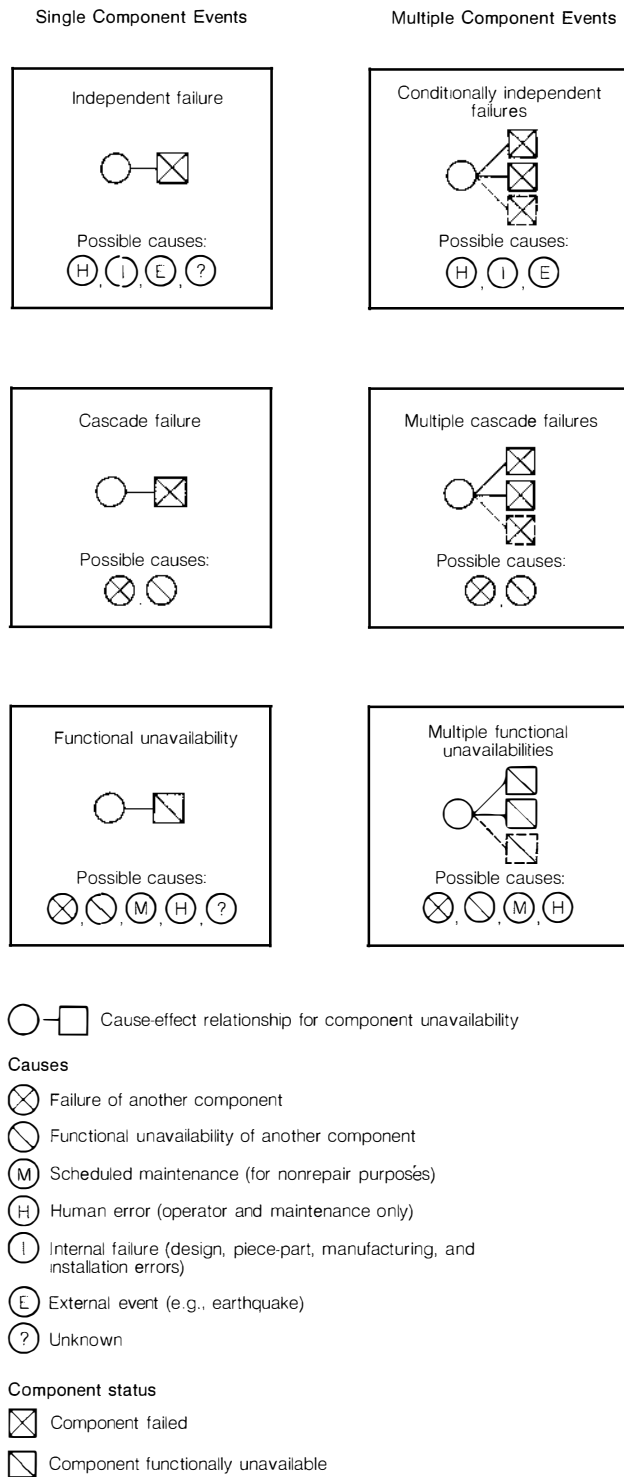 Single Component Events
Multiple Component Events
Independent failure
Possible causes:
H, I, E, ?
Conditionally independent
failures
Possible causes:
H, I, E
Cascade failure
Possible causes:
Multiple cascade failures
Possible causes:
Functional unavailability
Possible causes:
M, H, ?
Multiple functional
unavailabilities
Possible causes:
M, H
Cause-effect relationship for component unavailability
Causes
Failure of another component
Functional unavailability of another component
M Scheduled maintenance (for nonrepair purposes)
H Human error (operator and maintenance only)
I Internal failure (design, piece-part, manufacturing, and
installation errors)
E External event (e.g., earthquake)
? Unknown
Component status
Component failed
Component functionally unavailable